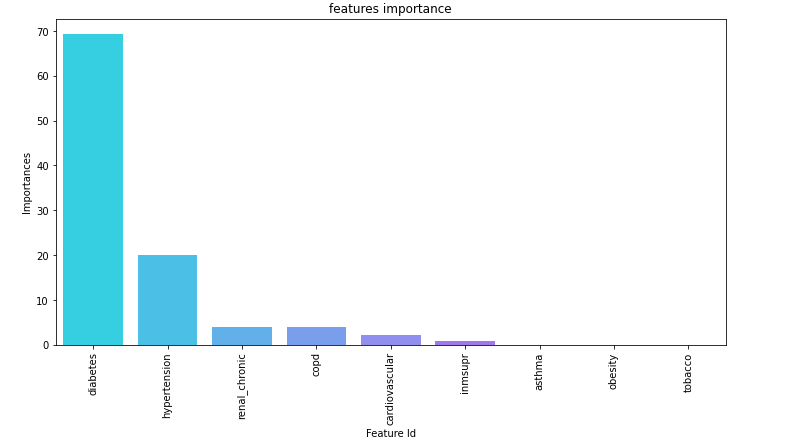 features importance
70
60
50
40
30
20
10
0
Importances
diabetes
hypertension
renal_chronic
copd
cardiovascular
inmsupr
asthma
obesity
tobacco
Feature Id